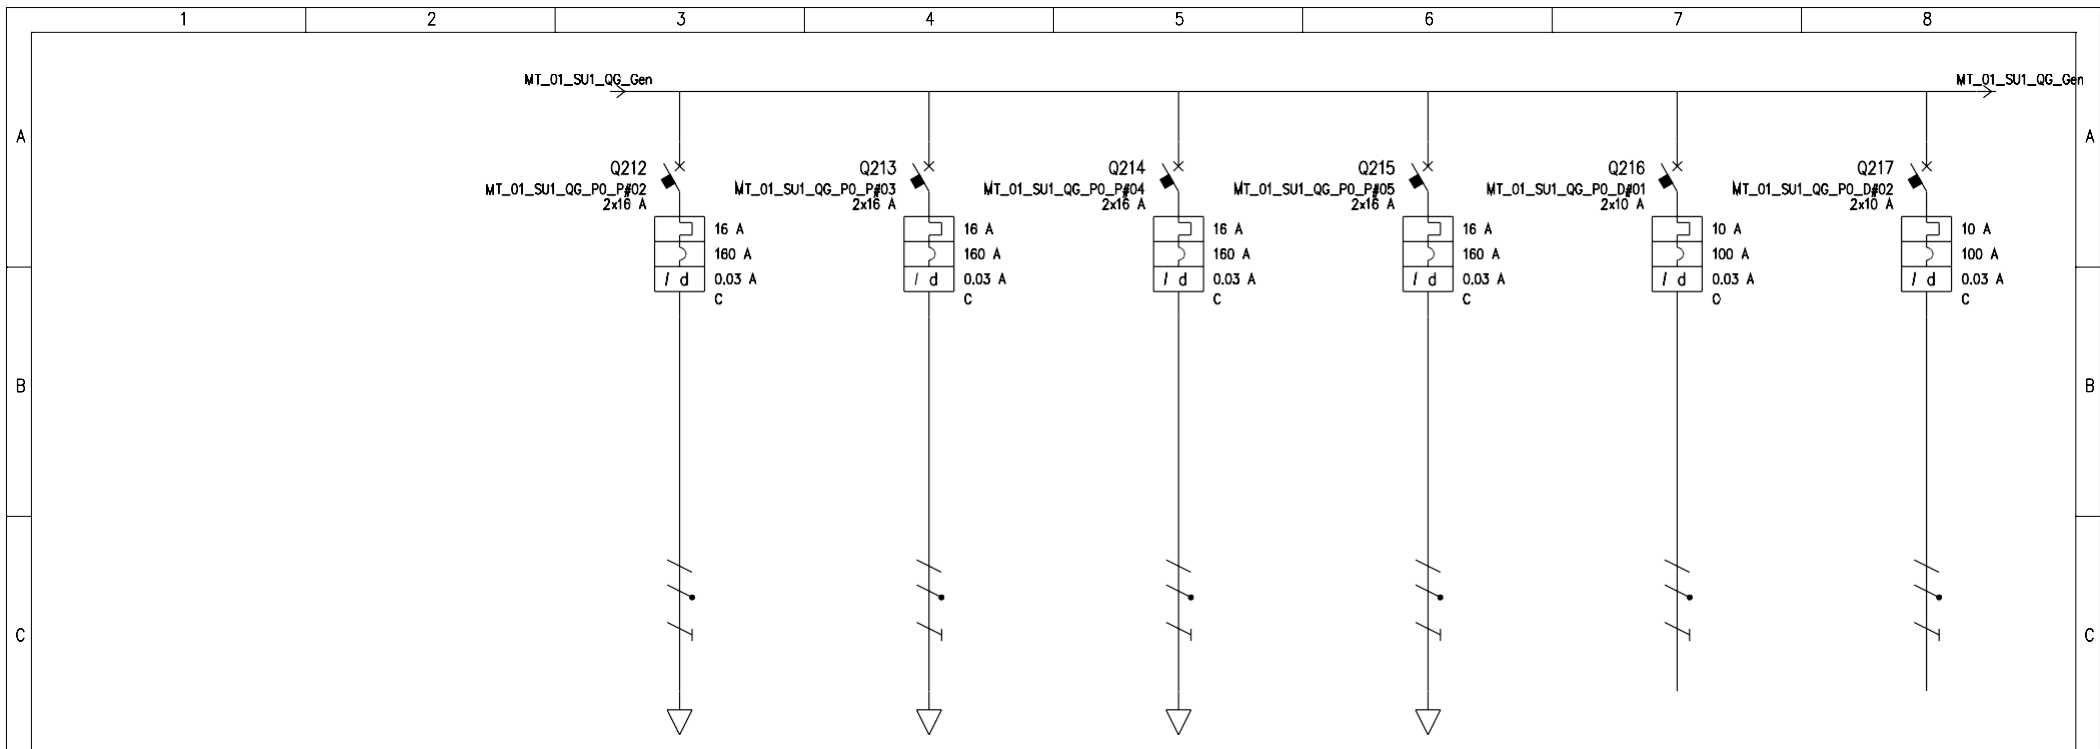 1 2 3 4 5 6 7 8
MT_01_SU1_QG_Gen MT_01_SU1_QG_Gen
A A
Q212 Q213 Q214 Q215 Q216 Q217
MT_01_SU1_QG_P0_P#02 MT_01_SU1_QG_P0_P#03 MT_01_SU1_QG_P0_P#04 MT_01_SU1_QG_P0_P#05 MT_01_SU1_QG_P0_D#01 MT_01_SU1_QG_P0_D#02
2x16 A 2x16 A 2x16 A 2x16 A 2x10 A 2x10 A
16 A 16 A 16 A 16 A 10 A 10 A
160 A 160 A 160 A 160 A 100 A 100 A
I d 0.03 A I d 0.03 A I d 0.03 A I d 0.03 A I d 0.03 A I d 0.03 A
C C C C C C
B B
C C